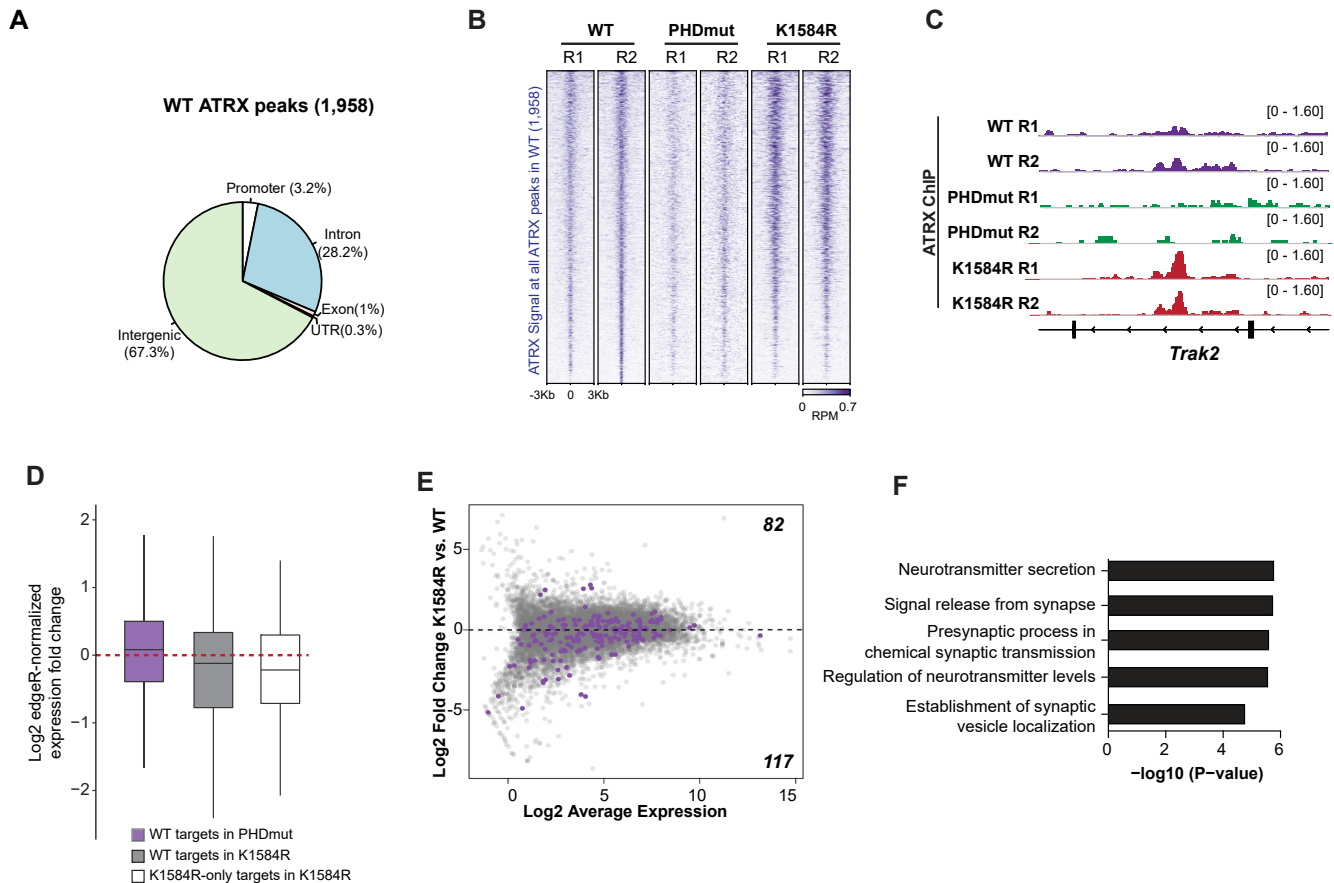 A
WT ATRX peaks (1,958)
Promoter (3.2%)
Intron
(28.2%)
Exon(1%)
UTR(0.3%)
Intergenic
(67.3%)
B
WT PHDmut K1584R
R1 R2 R1 R2 R1 R2
ATRX Signal at all ATRX peaks in WT (1,958)
-3Kb 0 3Kb
0 0.7
RPM
C
ATRX ChIP
WT R1 [0 - 1.60]
WT R2 [0 - 1.60]
PHDmut R1 [0 - 1.60]
PHDmut R2 [0 - 1.60]
K1584R R1 [0 - 1.60]
K1584R R2 [0 - 1.60]
Trak2
D
Log2 edgeR-normalized
expression fold change
2
1
0
−1
−2
WT targets in PHDmut
WT targets in K1584R
K1584R-only targets in K1584R
E
Log2 Fold Change K1584R vs. WT
5
0
-5
82
117
0 5 10 15
Log2 Average Expression
F
Neurotransmitter secretion
Signal release from synapse
Presynaptic process in
chemical synaptic transmission
Regulation of neurotransmitter levels
Establishment of synaptic
vesicle localization
0 2 4 6
−log10 (P−value)